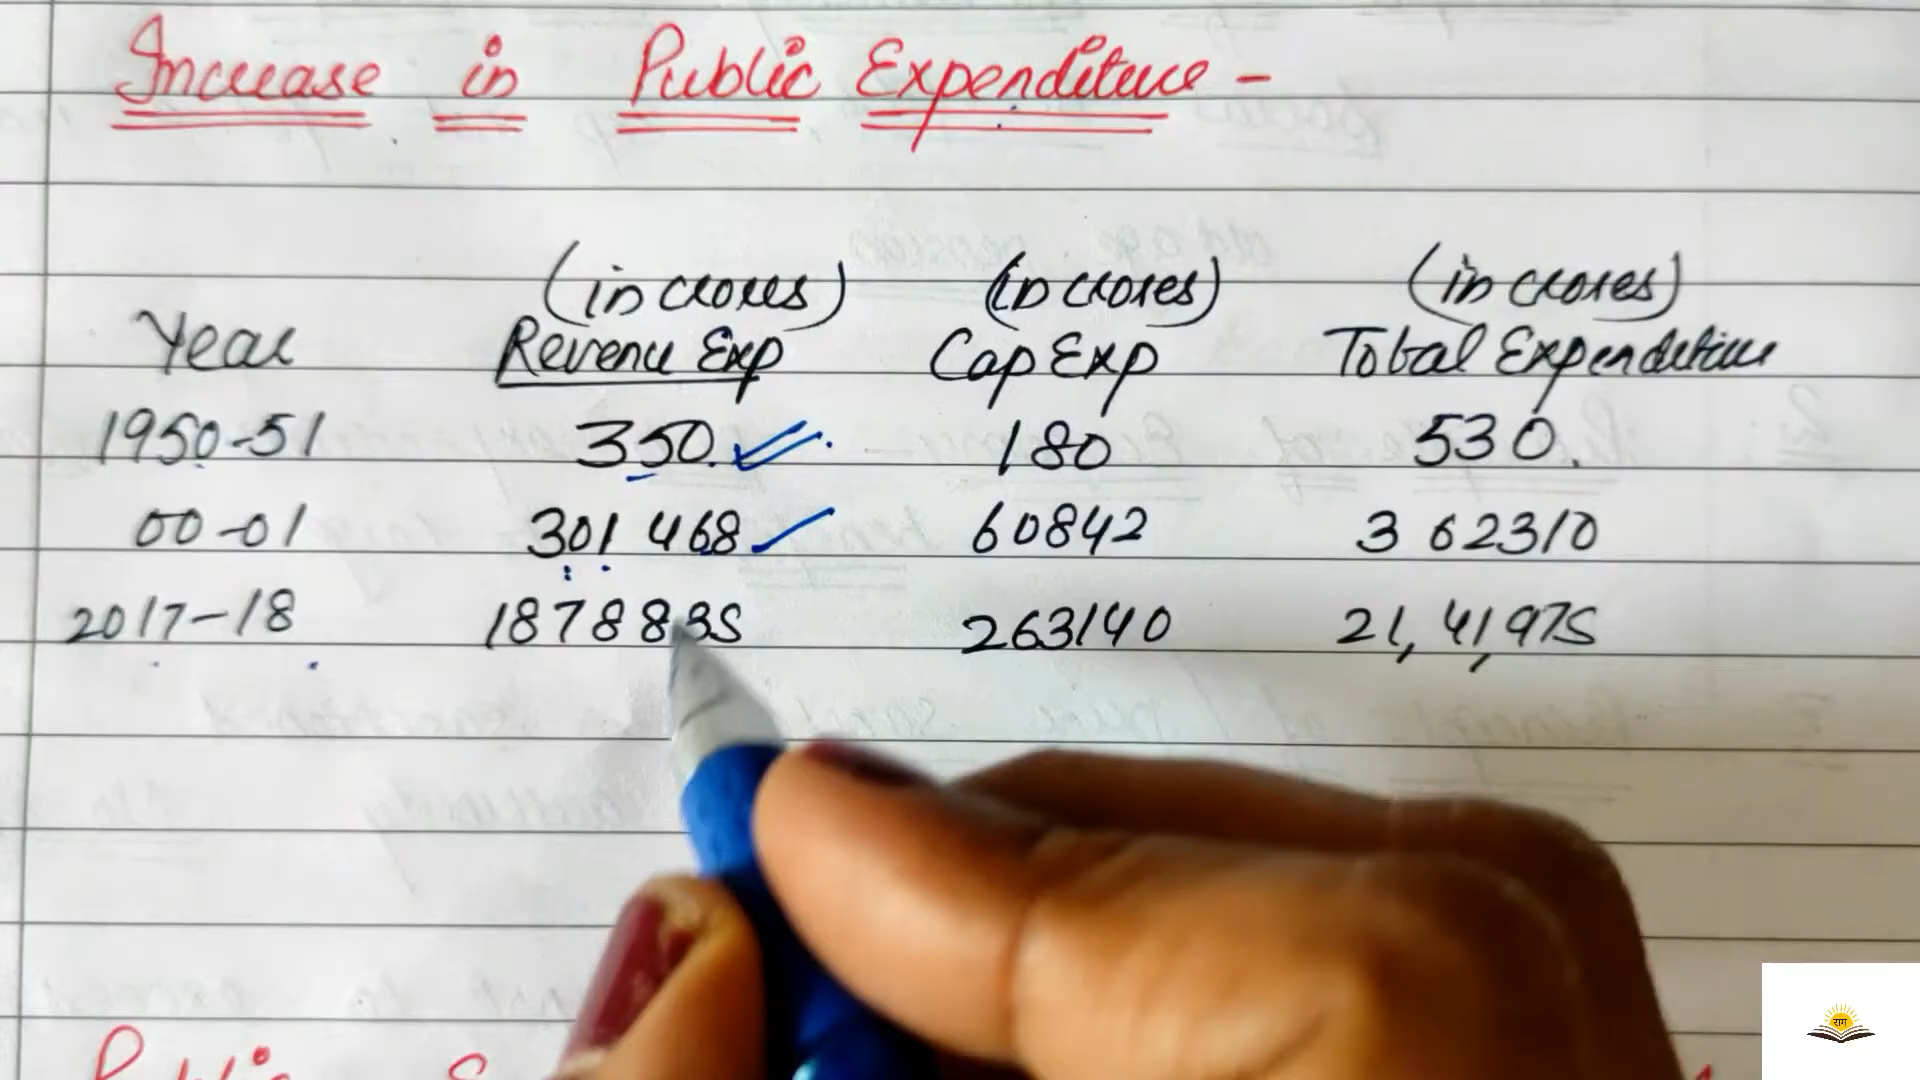 Increase in Public Expenditure -
(in crores) (in crores) (in crores)
Year Revenue Exp Cap Exp Total Expenditure
1950-51 350 180 530.
00-01 301468 60842 362310
2017-18 1878835 263140 21,41,975
Public
राग